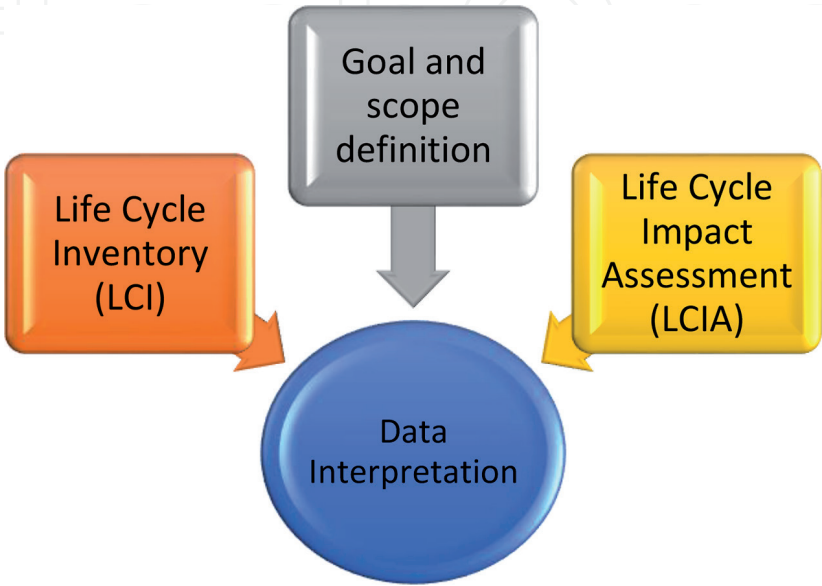 Goal and
scope
definition
Life Cycle
Inventory
(LCI)
Life Cycle
Impact
Assessment
(LCIA)
Data
Interpretation